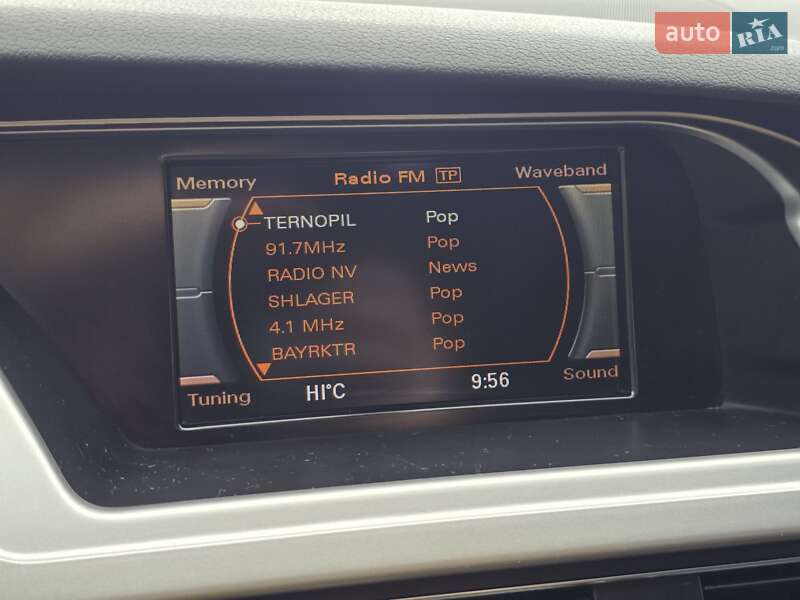 auto RIA .com
Memory Radio FM TP Waveband
TERNOPIL Pop
91.7MHz Pop
RADIO NV News
SHLAGER Pop
4.1 MHz Pop
BAYRKTR Pop
Tuning HI°C 9:56 Sound